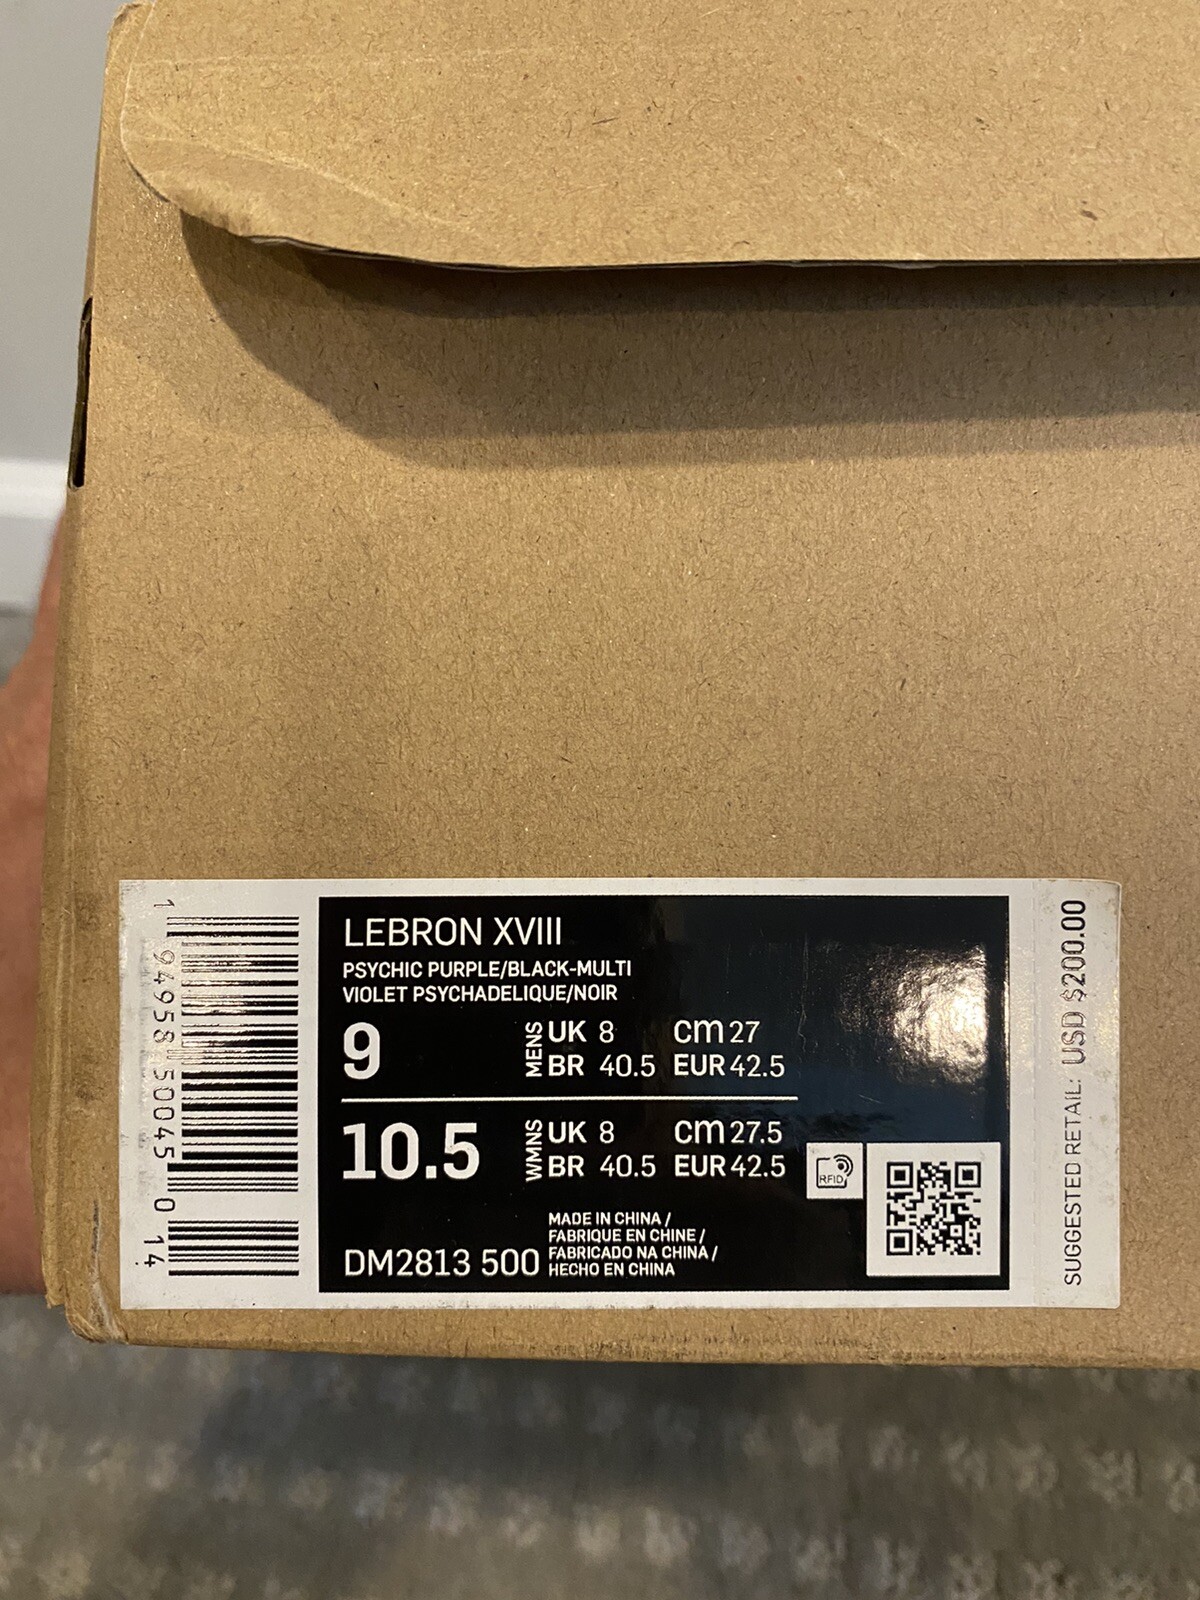 1 94958 50045 0 14
LEBRON XVIII
PSYCHIC PURPLE/BLACK-MULTI
VIOLET PSYCHADELIQUE/NOIR
9 MENS UK 8 cm 27
BR 40.5 EUR 42.5
10.5 WMNS UK 8 cm 27.5
BR 40.5 EUR 42.5
RFID
MADE IN CHINA /
FABRIQUE EN CHINE /
FABRICADO NA CHINA /
HECHO EN CHINA
DM2813 500
SUGGESTED RETAIL: USD $200.00